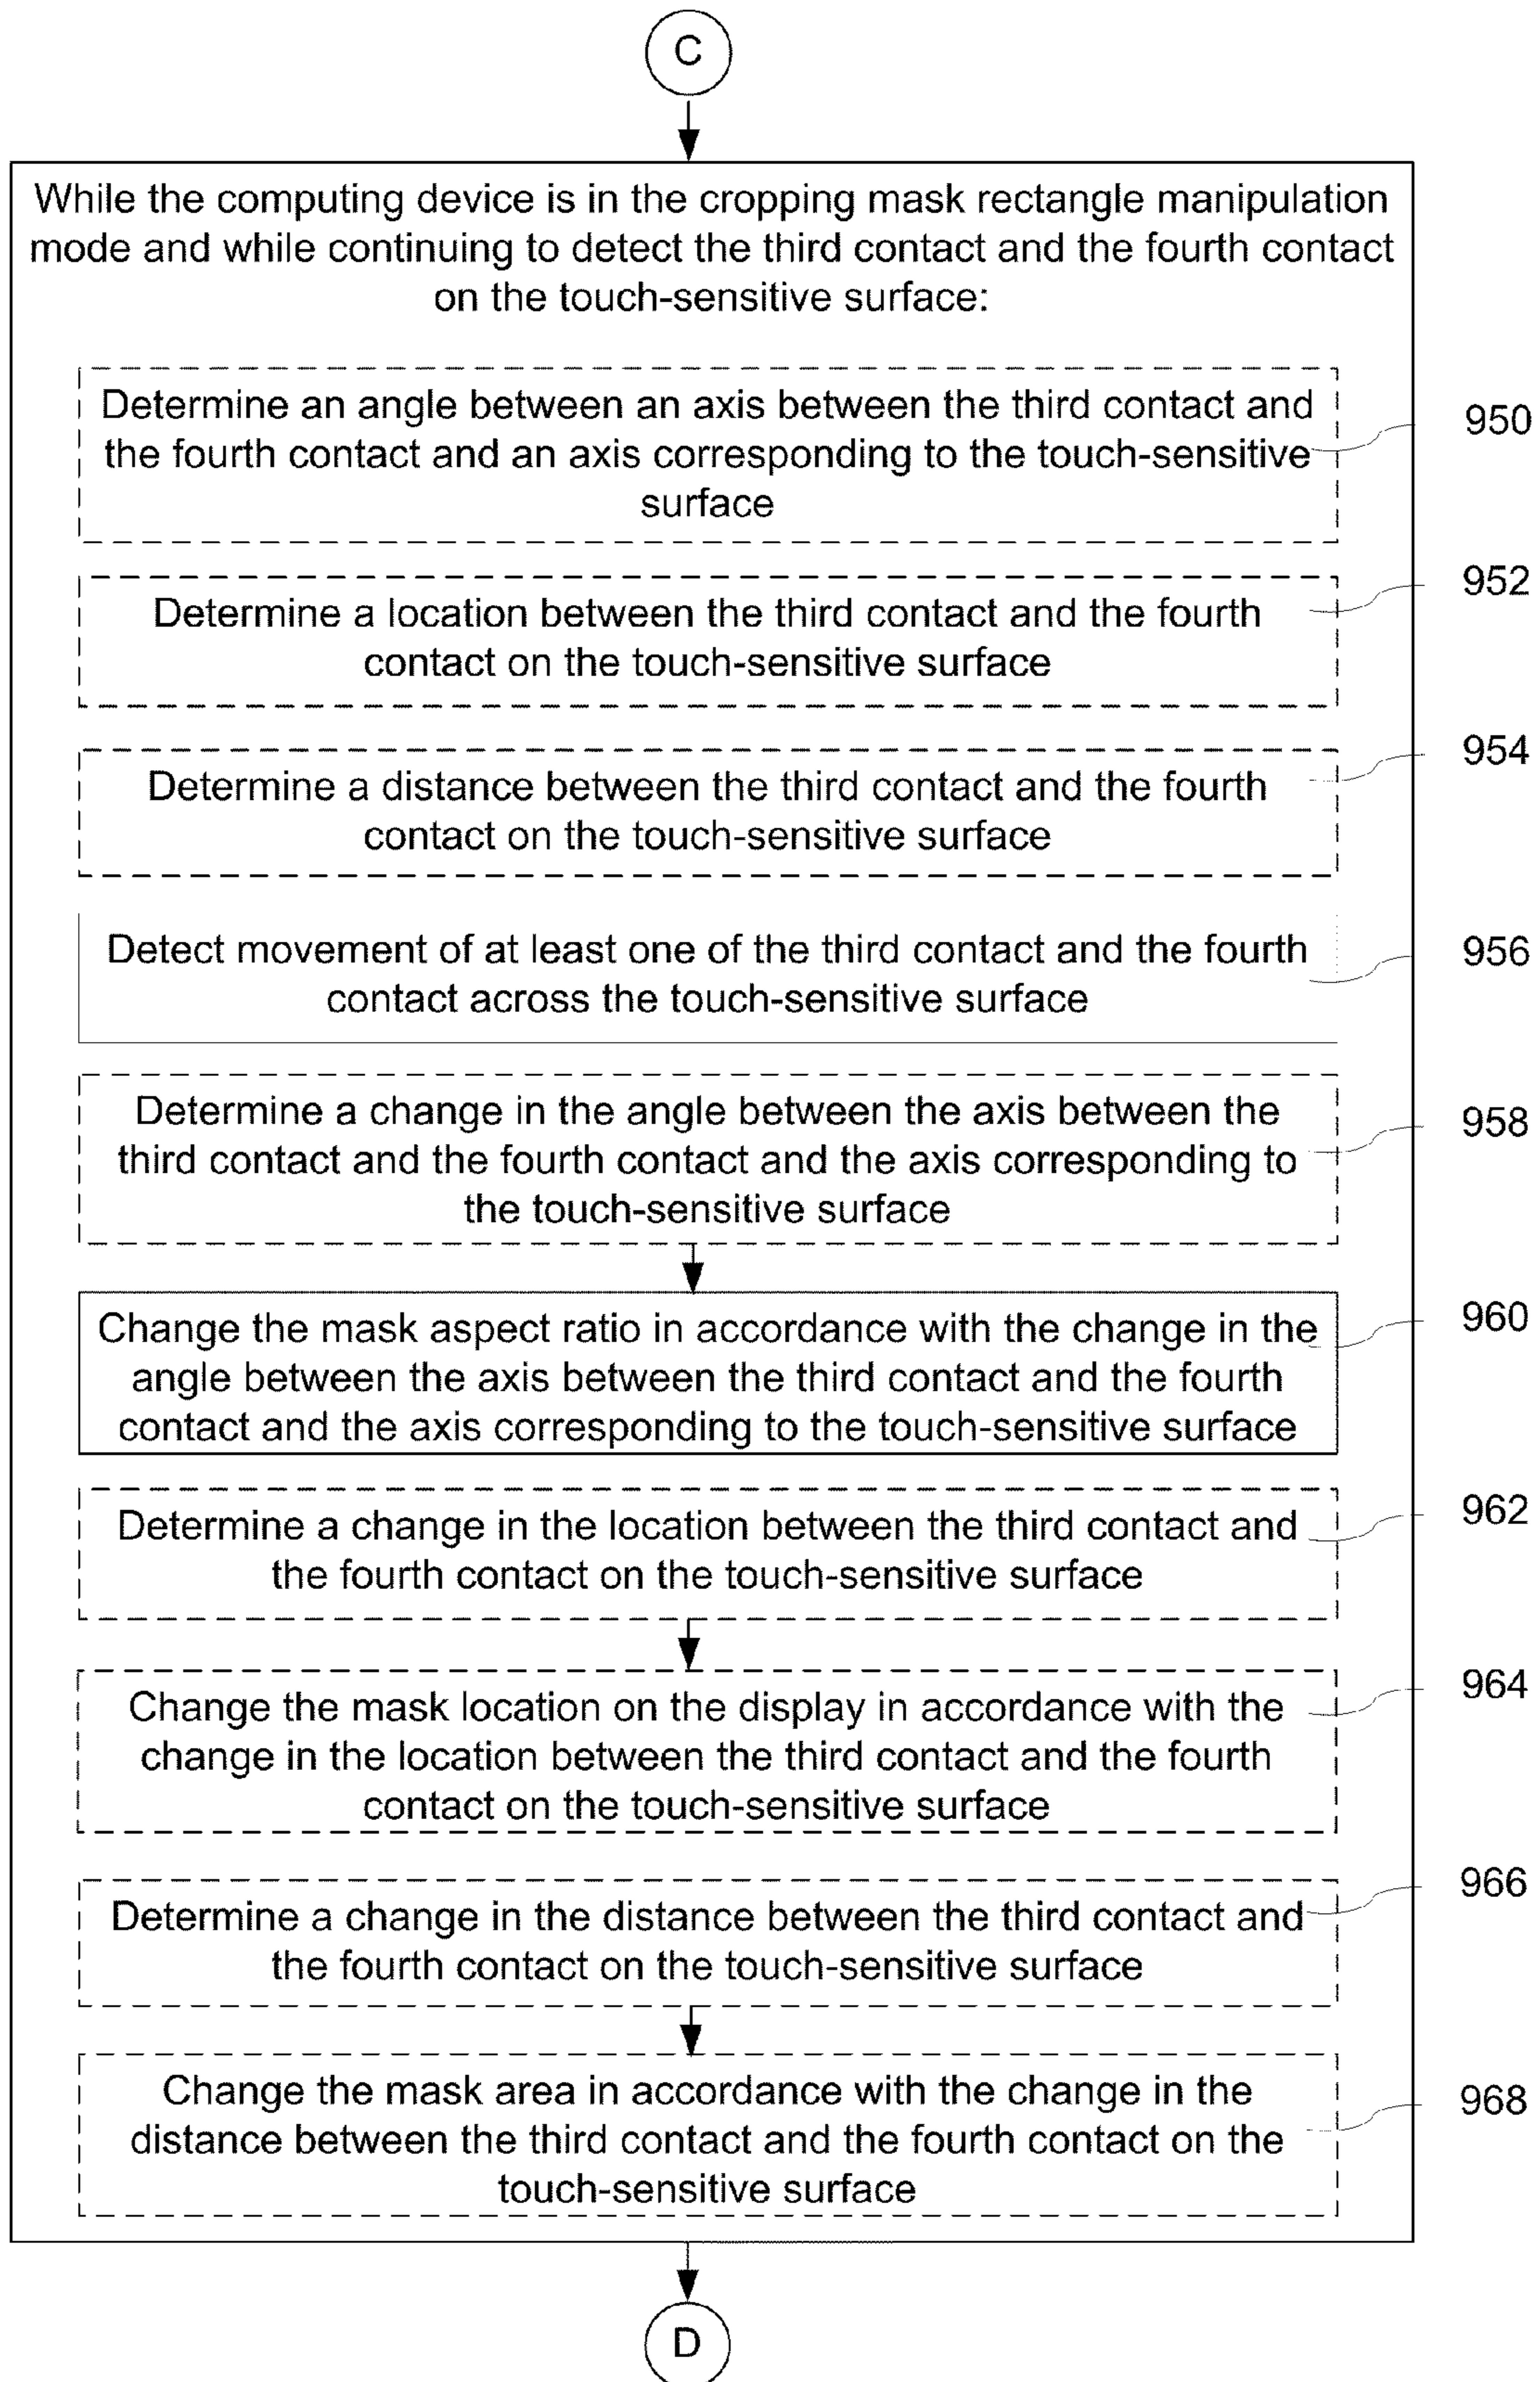 C
While the computing device is in the cropping mask rectangle manipulation
mode and while continuing to detect the third contact and the fourth contact
on the touch-sensitive surface:
Determine an angle between an axis between the third contact and
the fourth contact and an axis corresponding to the touch-sensitive
surface
950
Determine a location between the third contact and the fourth
contact on the touch-sensitive surface
952
Determine a distance between the third contact and the fourth
contact on the touch-sensitive surface
954
Detect movement of at least one of the third contact and the fourth
contact across the touch-sensitive surface
956
Determine a change in the angle between the axis between the
third contact and the fourth contact and the axis corresponding to
the touch-sensitive surface
958
Change the mask aspect ratio in accordance with the change in the
angle between the axis between the third contact and the fourth
contact and the axis corresponding to the touch-sensitive surface
960
Determine a change in the location between the third contact and
the fourth contact on the touch-sensitive surface
962
Change the mask location on the display in accordance with the
change in the location between the third contact and the fourth
contact on the touch-sensitive surface
964
Determine a change in the distance between the third contact and
the fourth contact on the touch-sensitive surface
966
Change the mask area in accordance with the change in the
distance between the third contact and the fourth contact on the
touch-sensitive surface
968
D